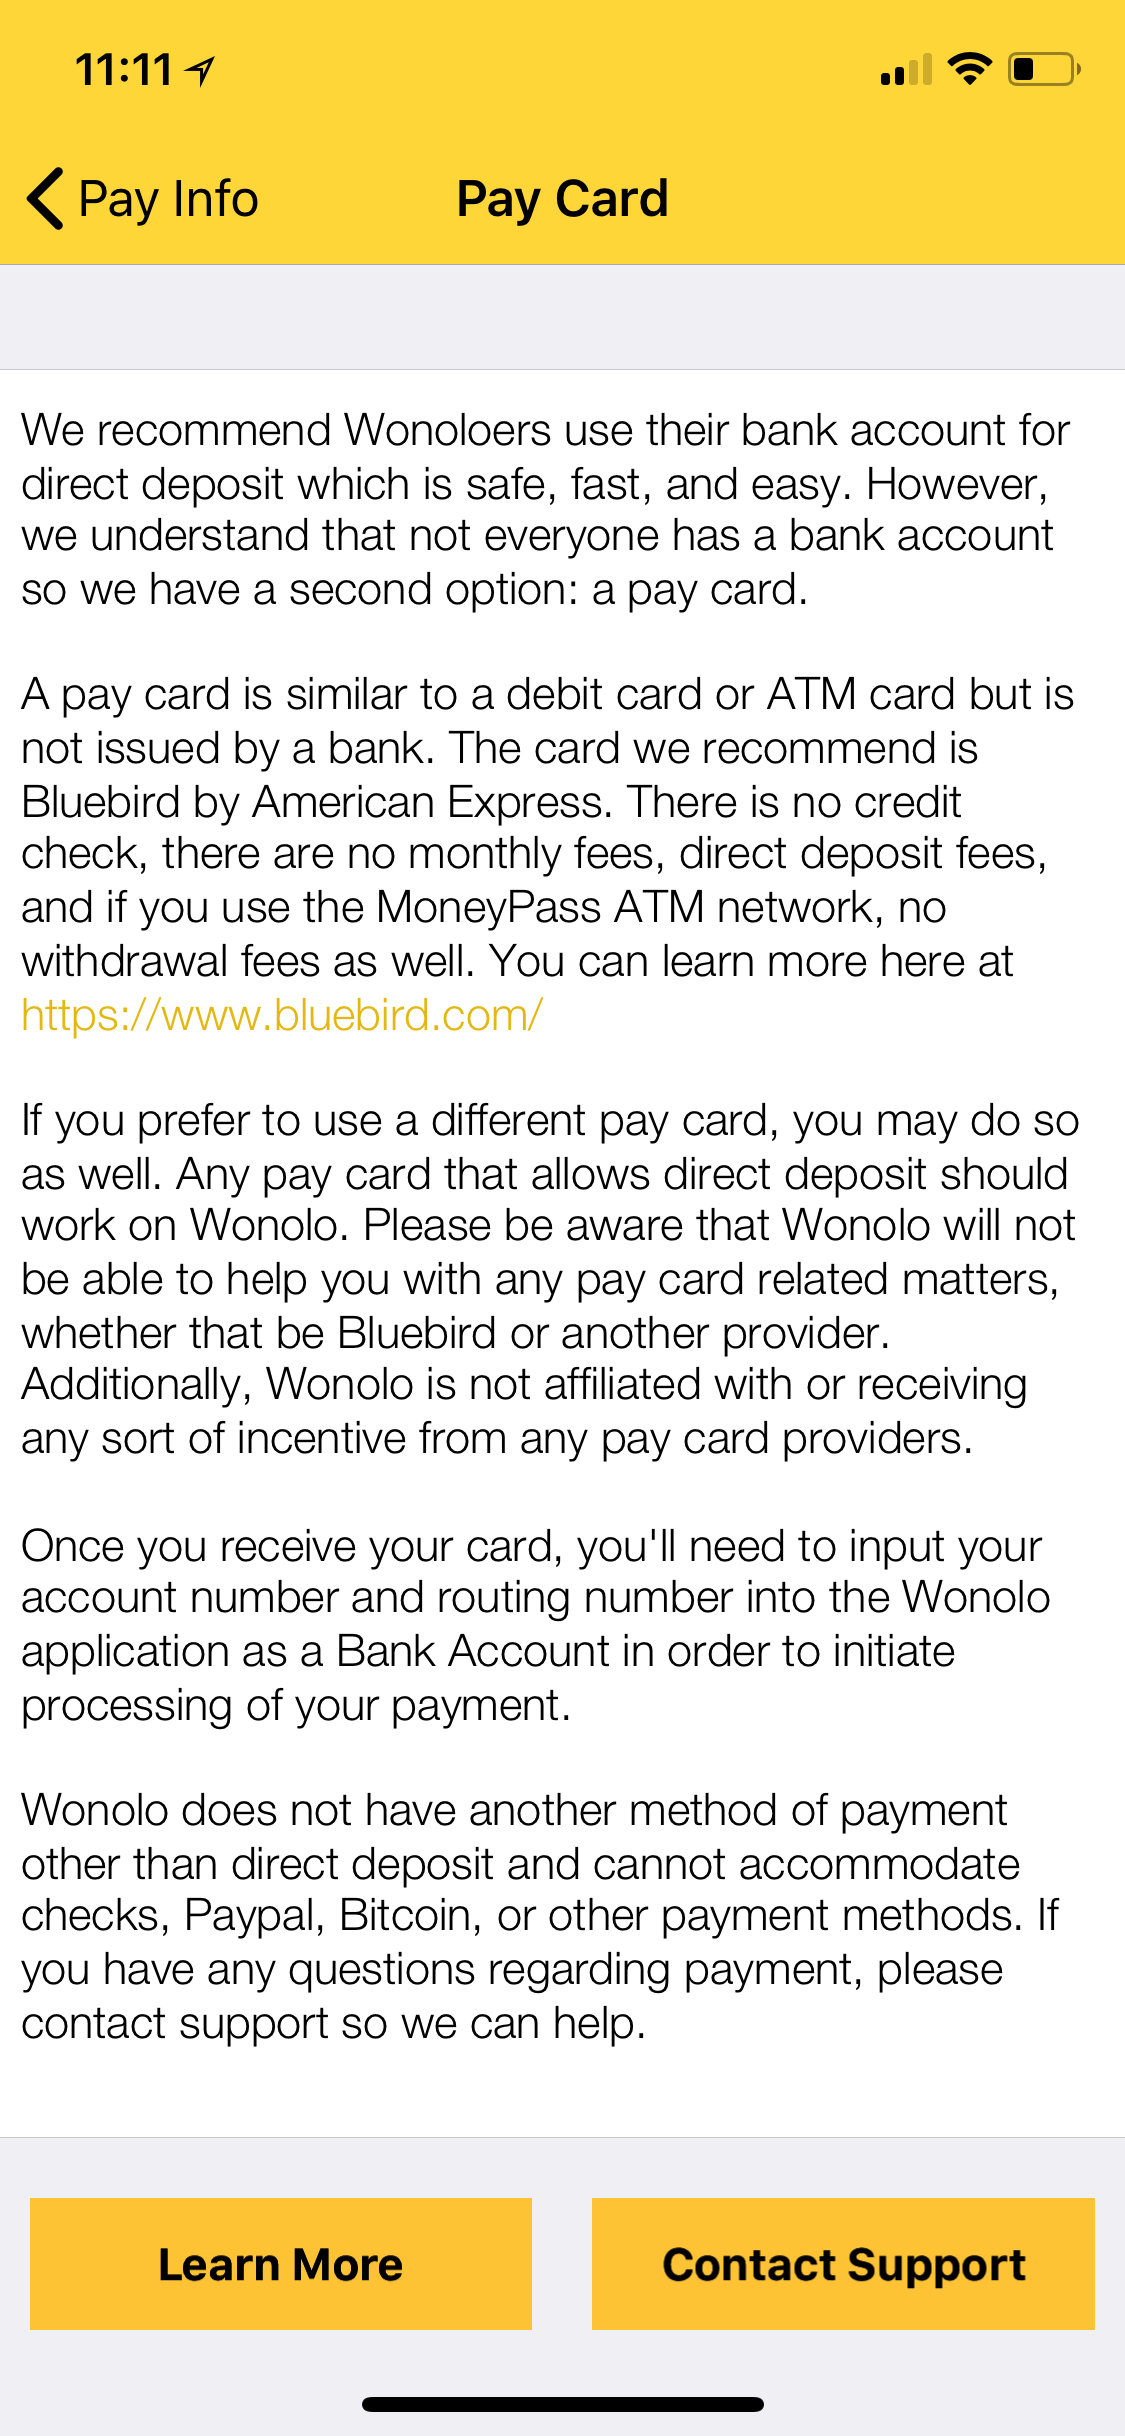 11:11
Pay Info
Pay Card
We recommend Wonoloers use their bank account for
direct deposit which is safe, fast, and easy. However,
we understand that not everyone has a bank account
so we have a second option: a pay card.
A pay card is similar to a debit card or ATM card but is
not issued by a bank. The card we recommend is
Bluebird by American Express. There is no credit
check, there are no monthly fees, direct deposit fees,
and if you use the MoneyPass ATM network, no
withdrawal fees as well. You can learn more here at
https://www.bluebird.com/
If you prefer to use a different pay card, you may do so
as well. Any pay card that allows direct deposit should
work on Wonolo. Please be aware that Wonolo will not
be able to help you with any pay card related matters,
whether that be Bluebird or another provider.
Additionally, Wonolo is not affiliated with or receiving
any sort of incentive from any pay card providers.
Once you receive your card, you'll need to input your
account number and routing number into the Wonolo
application as a Bank Account in order to initiate
processing of your payment.
Wonolo does not have another method of payment
other than direct deposit and cannot accommodate
checks, Paypal, Bitcoin, or other payment methods. If
you have any questions regarding payment, please
contact support so we can help.
Learn More
Contact Support